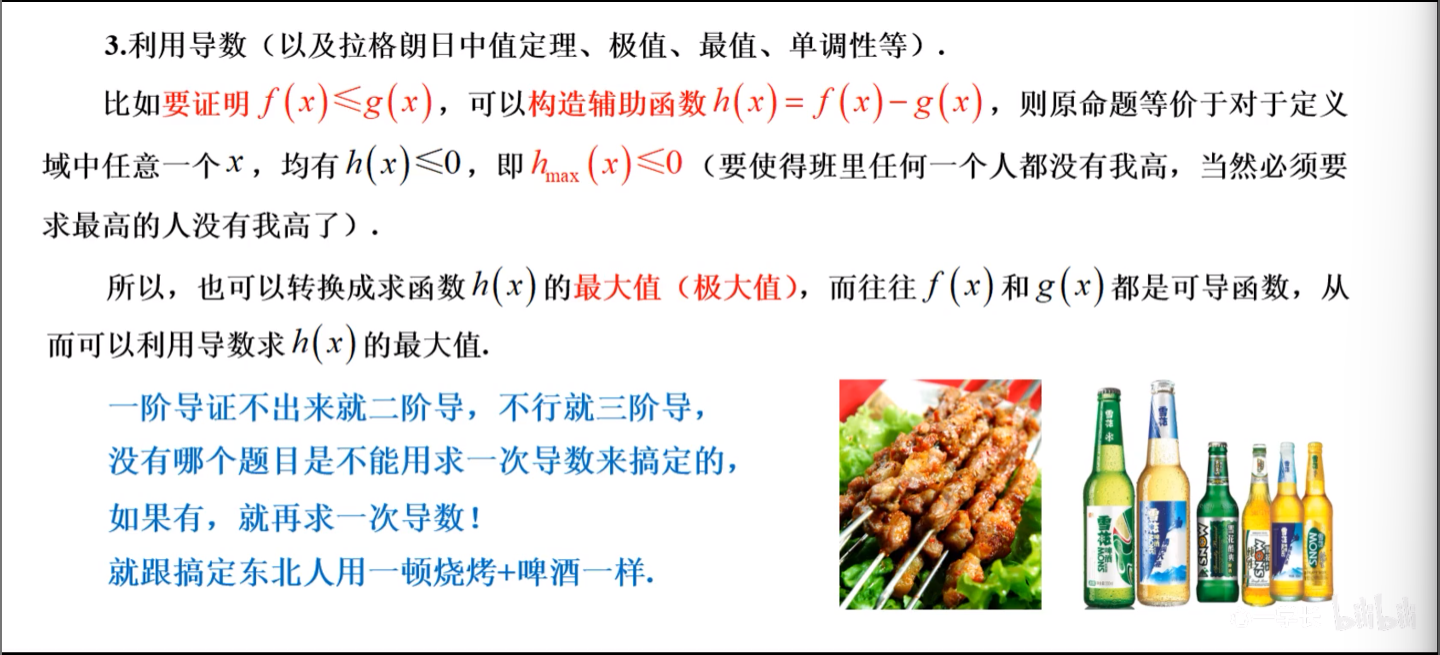 3.利用导数（以及拉格朗日中值定理、极值、最值、单调性等）.
比如要证明 f(x)≤g(x)，可以构造辅助函数 h(x)=f(x)−g(x)，则原命题等价于对于定义
域中任意一个 x，均有 h(x)≤0，即 hmax(x)≤0（要使得班里任何一个人都没有我高，当然必须要
求最高的人没有我高了）.
所以，也可以转换成求函数 h(x) 的最大值（极大值），而往往 f(x) 和 g(x) 都是可导函数，从
而可以利用导数求 h(x) 的最大值.
一阶导证不出来就二阶导，不行就三阶导，
没有哪个题目是不能用求一次导数来搞定的，
如果有，就再求一次导数！
就跟搞定东北人用一顿烧烤+啤酒一样.
雪花
雪花
雪花
MONS
bilibili